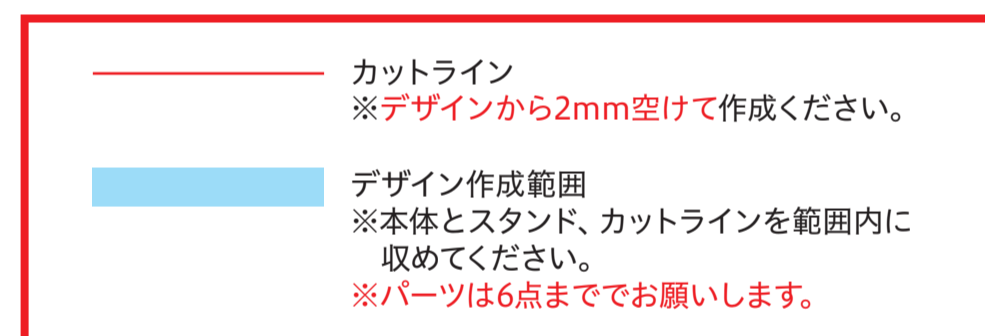 カットライン
※デザインから2mm空けて作成ください。
デザイン作成範囲
※本体とスタンド、カットラインを範囲内に
収めてください。
※パーツは6点まででお願いします。